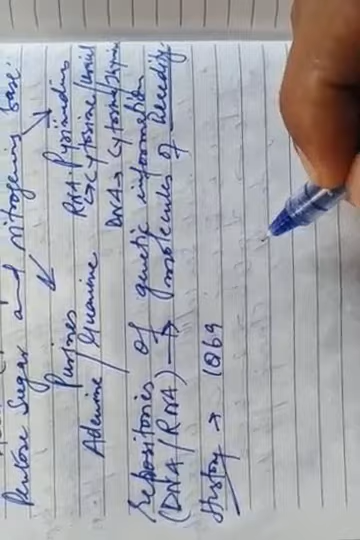 Pentose Sugar and Nitrogenous base.
Purines Pyrimidines
Adenine/Guanine RNA → Cytosine/Uracil
DNA → Cytosine/Thymine
Repositories of genetic information
(DNA/RNA) → molecules of heredity
History → 1869